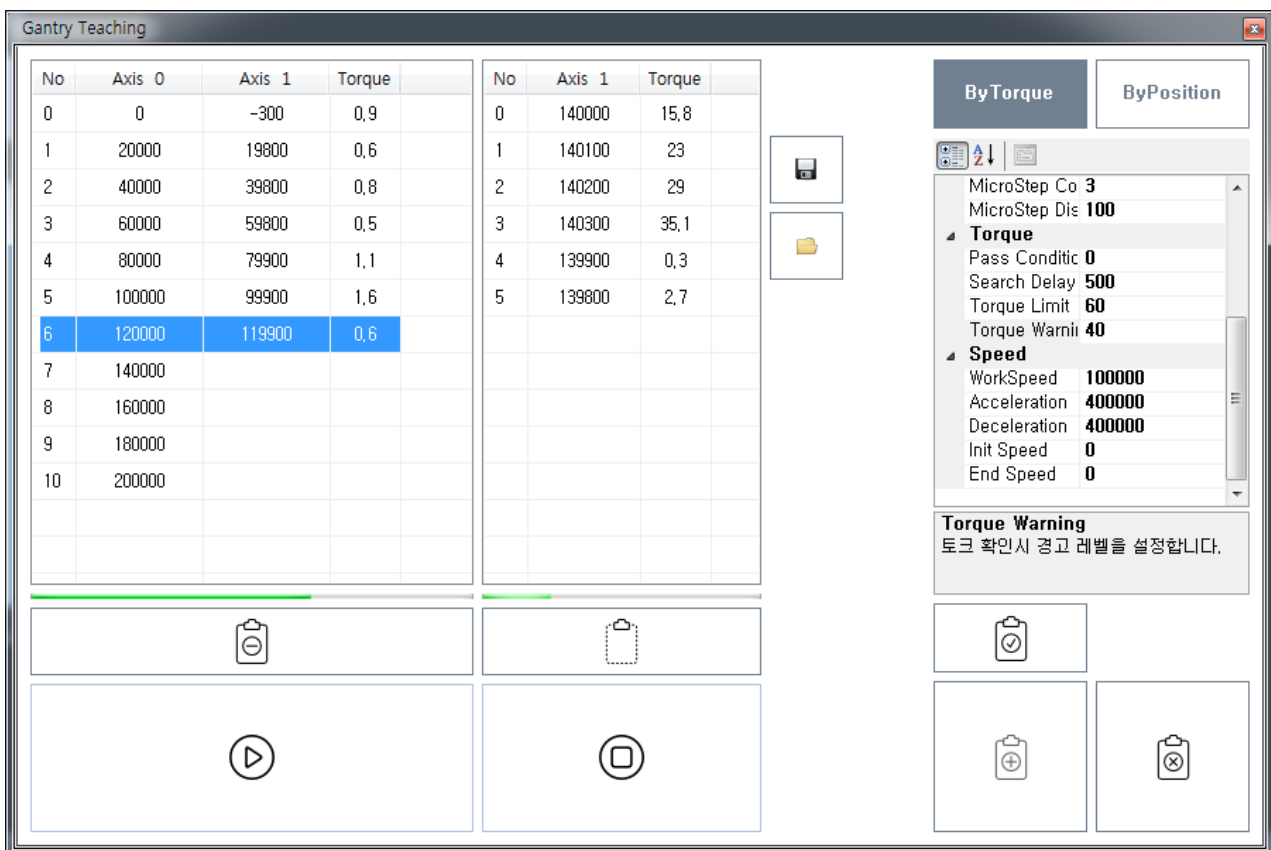 Gantry Teaching
No Axis 0 Axis 1 Torque
0 0 -300 0,9
1 20000 19800 0,6
2 40000 39800 0,8
3 60000 59800 0,5
4 80000 79900 1,1
5 100000 99900 1,6
6 120000 119900 0,6
7 140000
8 160000
9 180000
10 200000
No Axis 1 Torque
0 140000 15,8
1 140100 23
2 140200 29
3 140300 35,1
4 139900 0,3
5 139800 2,7
ByTorque ByPosition
MicroStep Co 3
MicroStep Dis 100
Torque
Pass Conditic 0
Search Delay 500
Torque Limit 60
Torque Warnii 40
Speed
WorkSpeed 100000
Acceleration 400000
Deceleration 400000
Init Speed 0
End Speed 0
Torque Warning
토크 확인시 경고 레벨을 설정합니다.